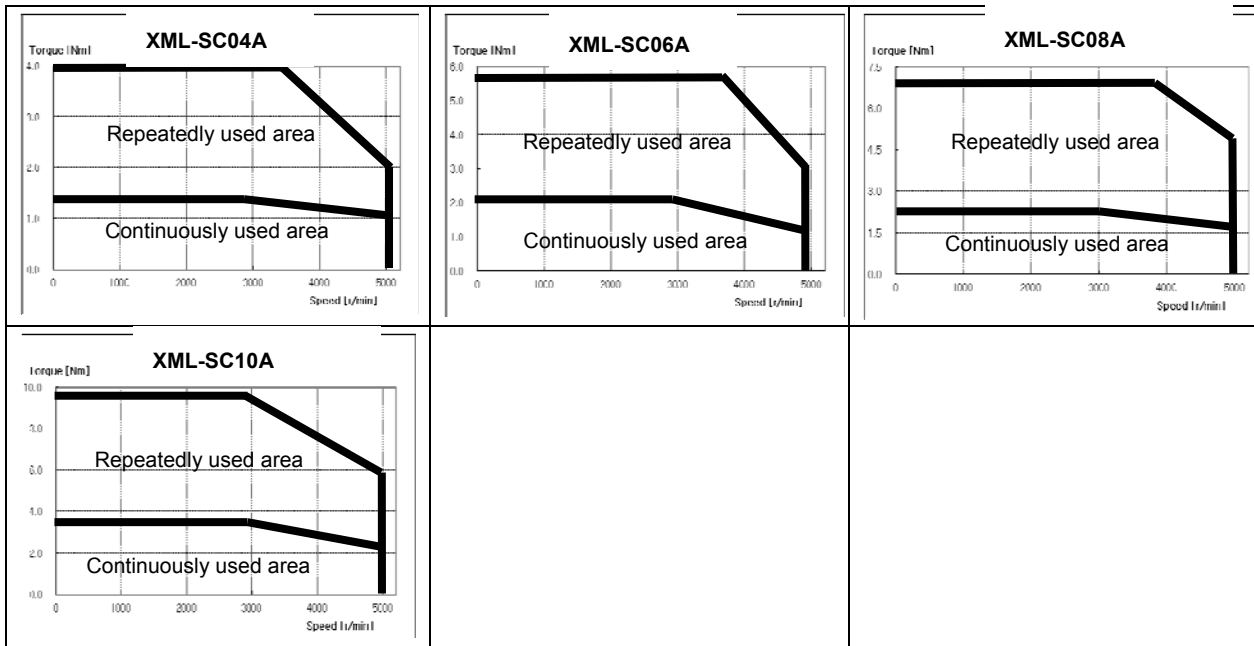 XML-SC04A
Torque [Nm]
4.0
3.0
Repeatedly used area
2.0
1.0
Continuously used area
0.0
0 1000 2000 3000 4000 5000
Speed [r/min]
XML-SC06A
Torque [Nm]
6.0
5.0
4.0
Repeatedly used area
3.0
2.0
1.0
Continuously used area
0.0
0 1000 2000 3000 4000 5000
Speed [r/min]
XML-SC08A
Torque [Nm]
7.5
6.0
Repeatedly used area
4.5
3.0
1.5
Continuously used area
0.0
0 1000 2000 3000 4000 5000
Speed [r/min]
XML-SC10A
Torque [Nm]
10.0
8.0
Repeatedly used area
6.0
4.0
2.0
Continuously used area
0.0
0 1000 2000 3000 4000 5000
Speed [r/min]